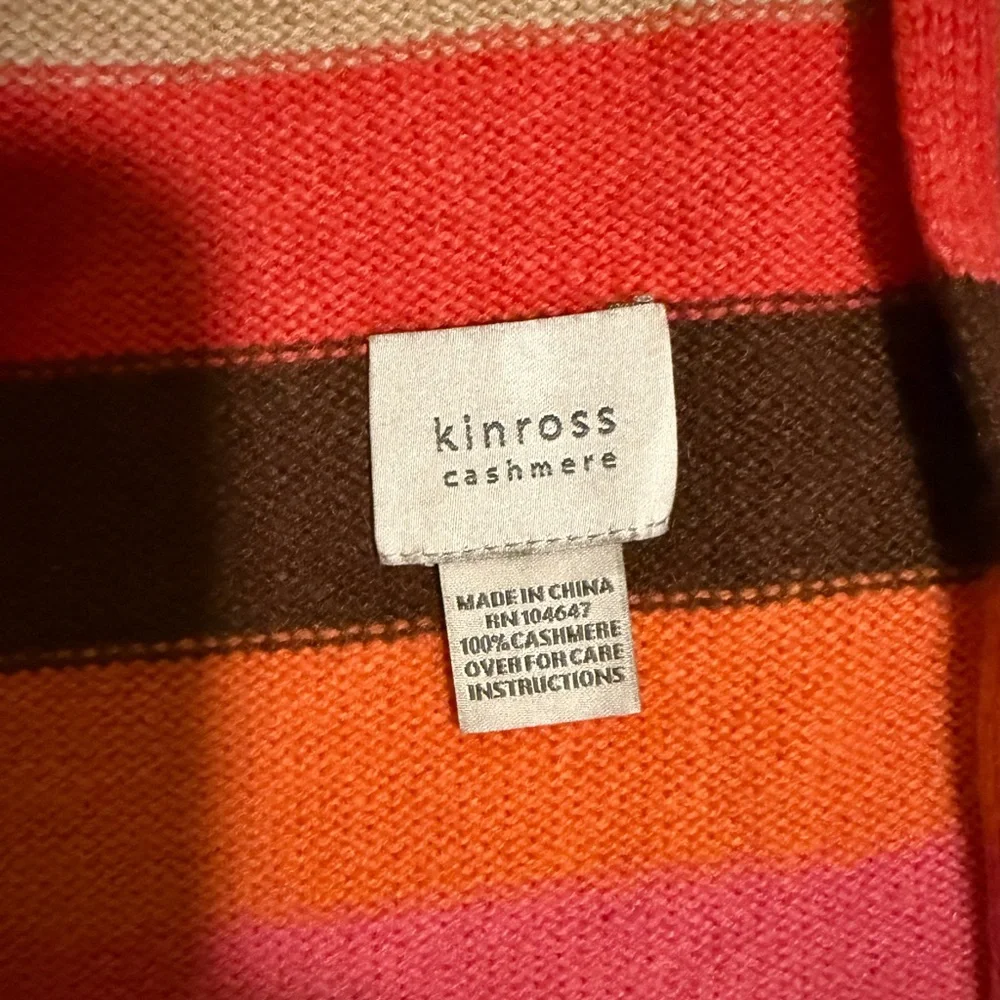 kinross
cashmere
MADE IN CHINA
RN 104647
100% CASHMERE
OVER FOR CARE
INSTRUCTIONS